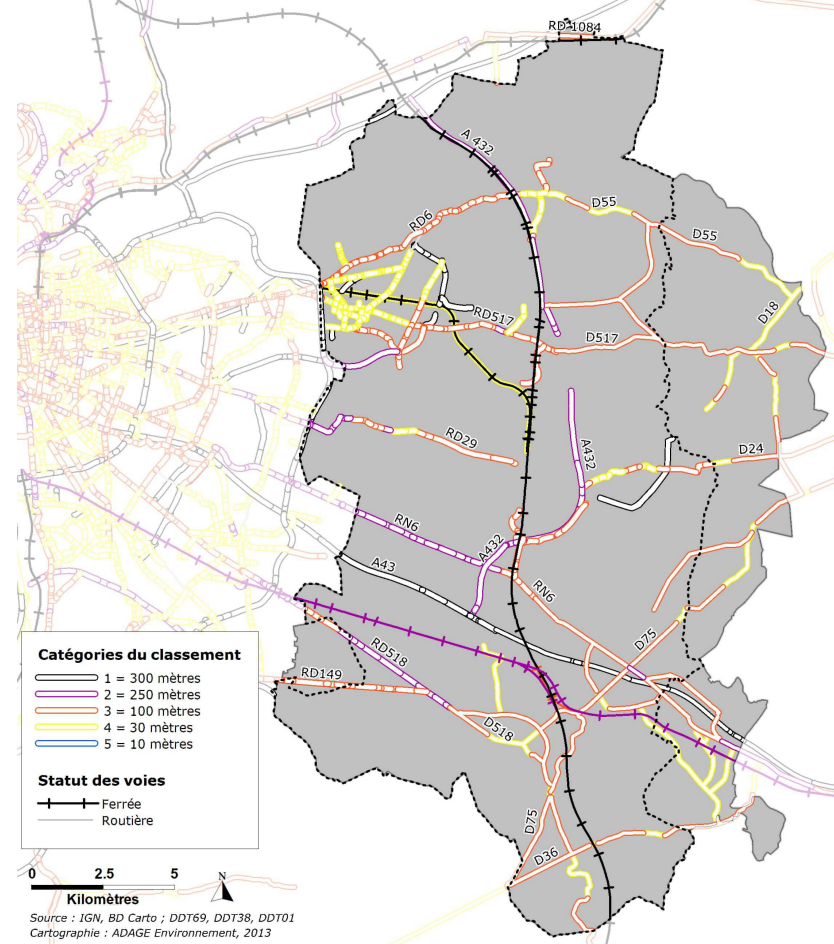 RD 1084
A 432
D55
RD6
D55
D18
RD517
D517
RD29
A432
D24
RN6
A432
A43
RN6
D75
RD518
RD149
D518
D75
D36
Catégories du classement
1 = 300 mètres
2 = 250 mètres
3 = 100 mètres
4 = 30 mètres
5 = 10 mètres
Statut des voies
Ferrée
Routière
0 2.5 5
Kilomètres
N
Source : IGN, BD Carto ; DDT69, DDT38, DDT01
Cartographie : ADAGE Environnement, 2013